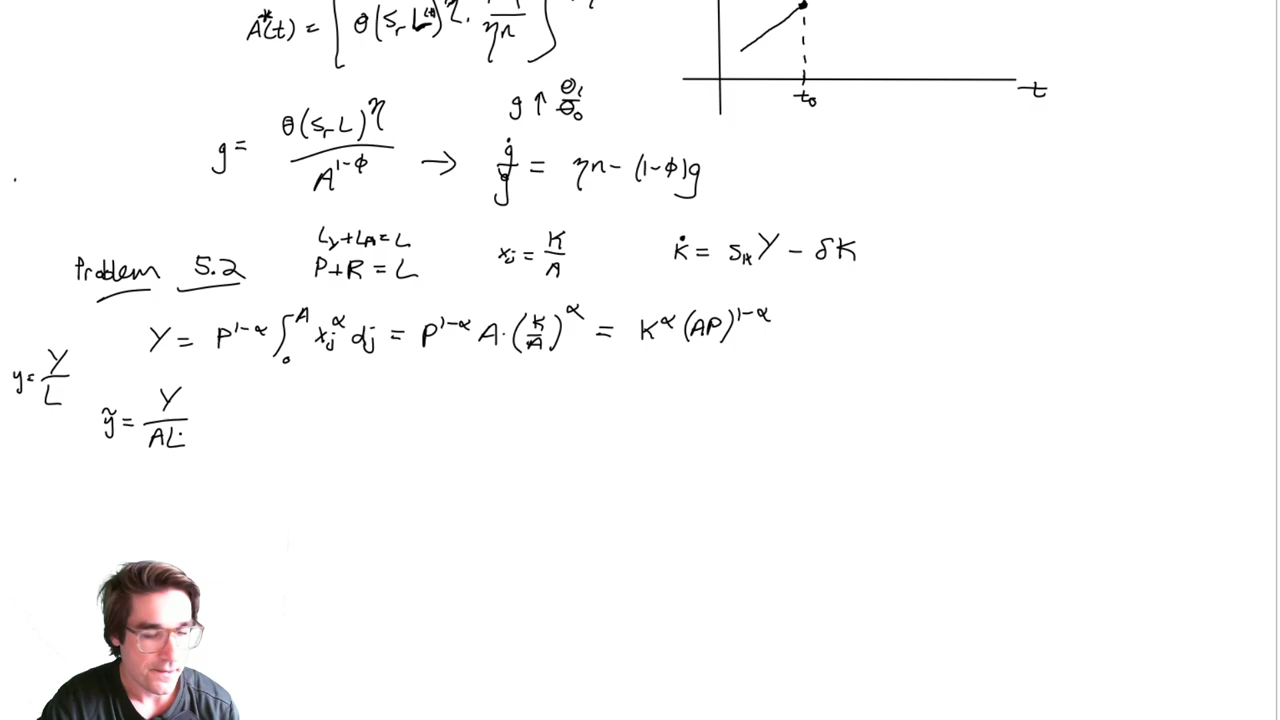 A*(t) = [ θ(S_r L(t))^η · / ηn ]
t_0
t
g ↑ θ_1/θ_0
g = θ(S_r L)^η / A^{1-φ} → ġ/g = ηn - (1-φ)g
Problem 5.2
L_y + L_A = L
P + R = L
x_j = K/A
K̇ = S_K Y - δK
Y = P^{1-α} ∫_0^A x_j^α dj = P^{1-α} A · (K/A)^α = K^α (AP)^{1-α}
y = Y/L
ỹ = Y/AL